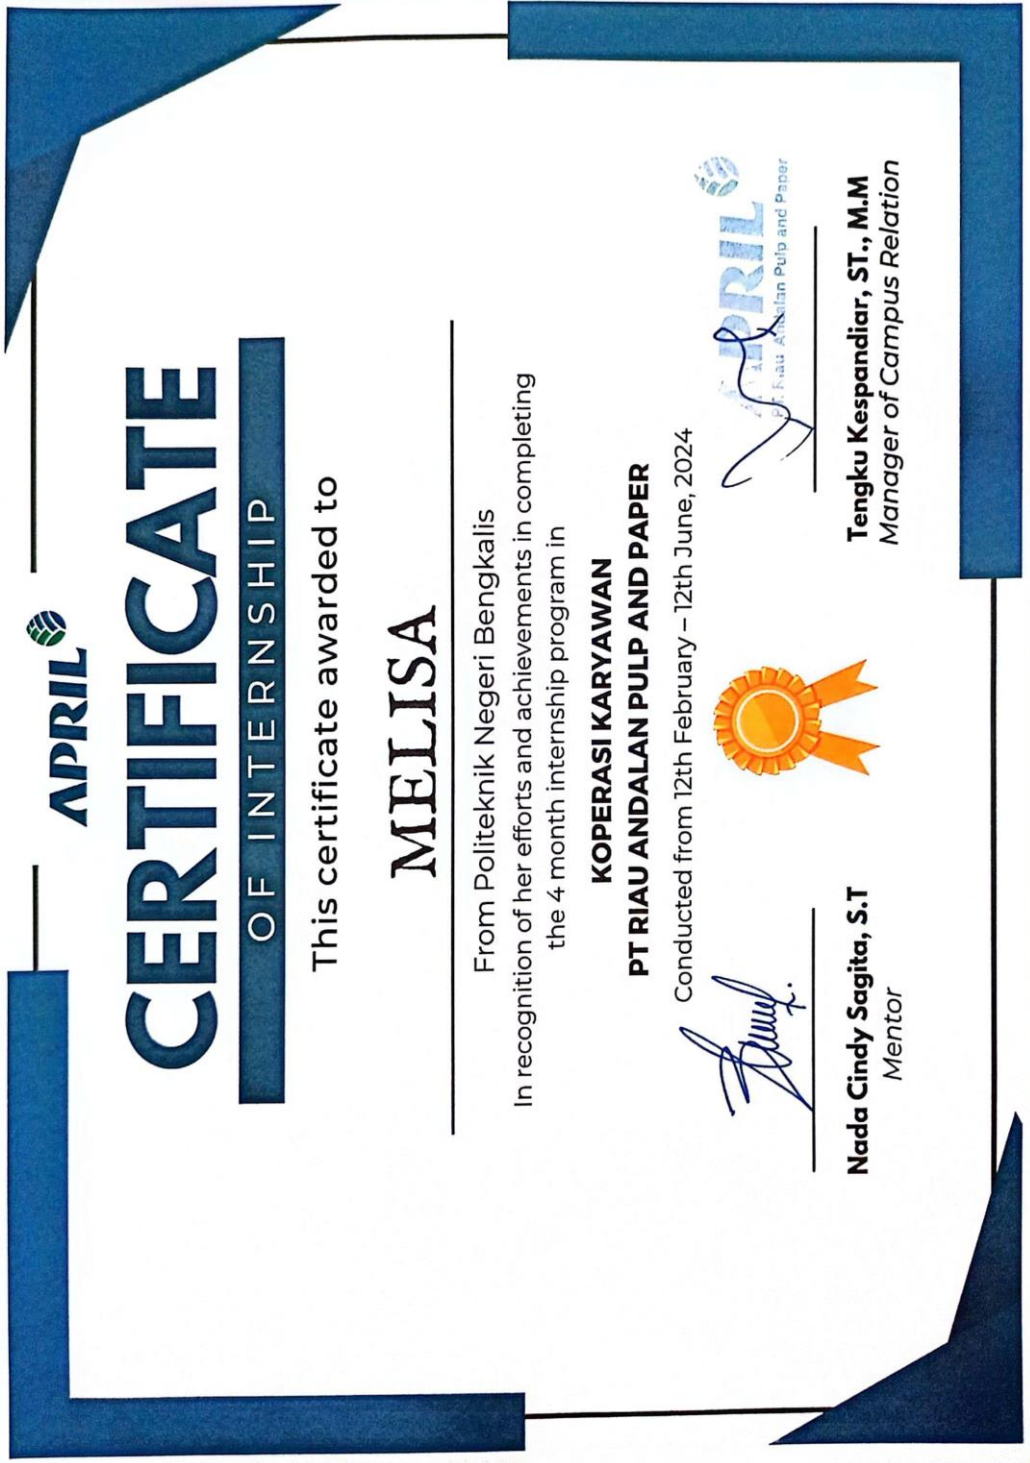 APRIL
CERTIFICATE
OF INTERNSHIP
This certificate awarded to
MELISA
From Politeknik Negeri Bengkalis
In recognition of her efforts and achievements in completing
the 4 month internship program in
KOPERASI KARYAWAN
PT RIAU ANDALAN PULP AND PAPER
Conducted from 12th February – 12th June, 2024
APRIL
PT. Riau Andalan Pulp and Paper
Nada Cindy Sagita, S.T
Mentor
Tengku Kespandiar, ST., M.M
Manager of Campus Relation